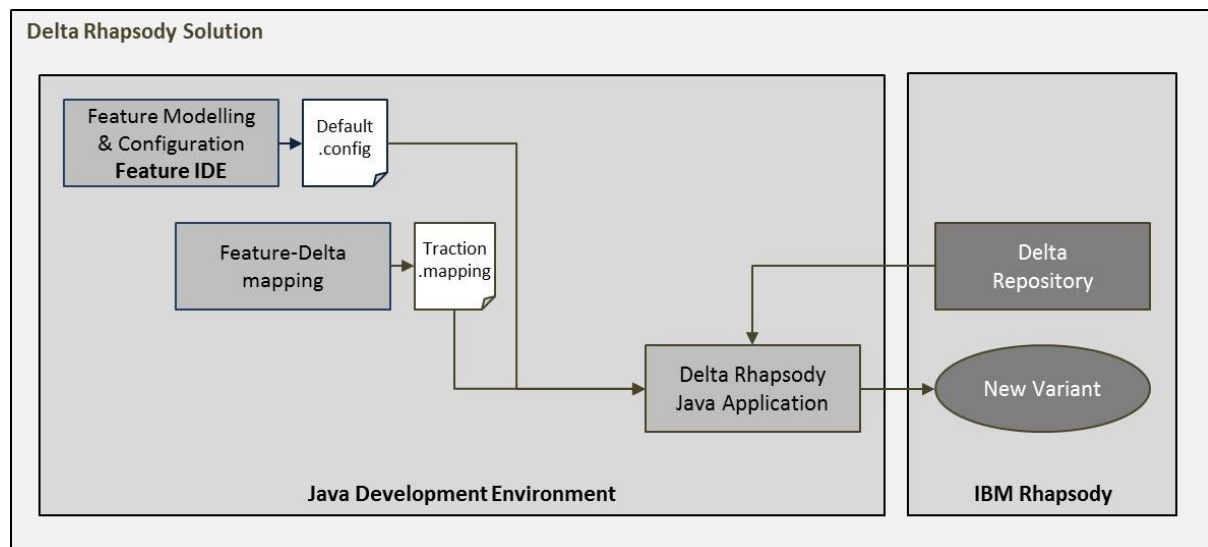 Delta Rhapsody Solution
Feature Modelling
& Configuration
Feature IDE
Default
.config
Feature-Delta
mapping
Traction
.mapping
Delta
Repository
Delta Rhapsody
Java Application
New Variant
Java Development Environment
IBM Rhapsody